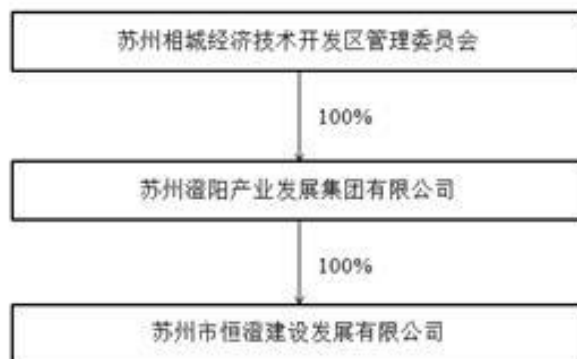 苏州相城经济技术开发区管理委员会
100%
苏州澄阳产业发展集团有限公司
100%
苏州市恒澄建设发展有限公司